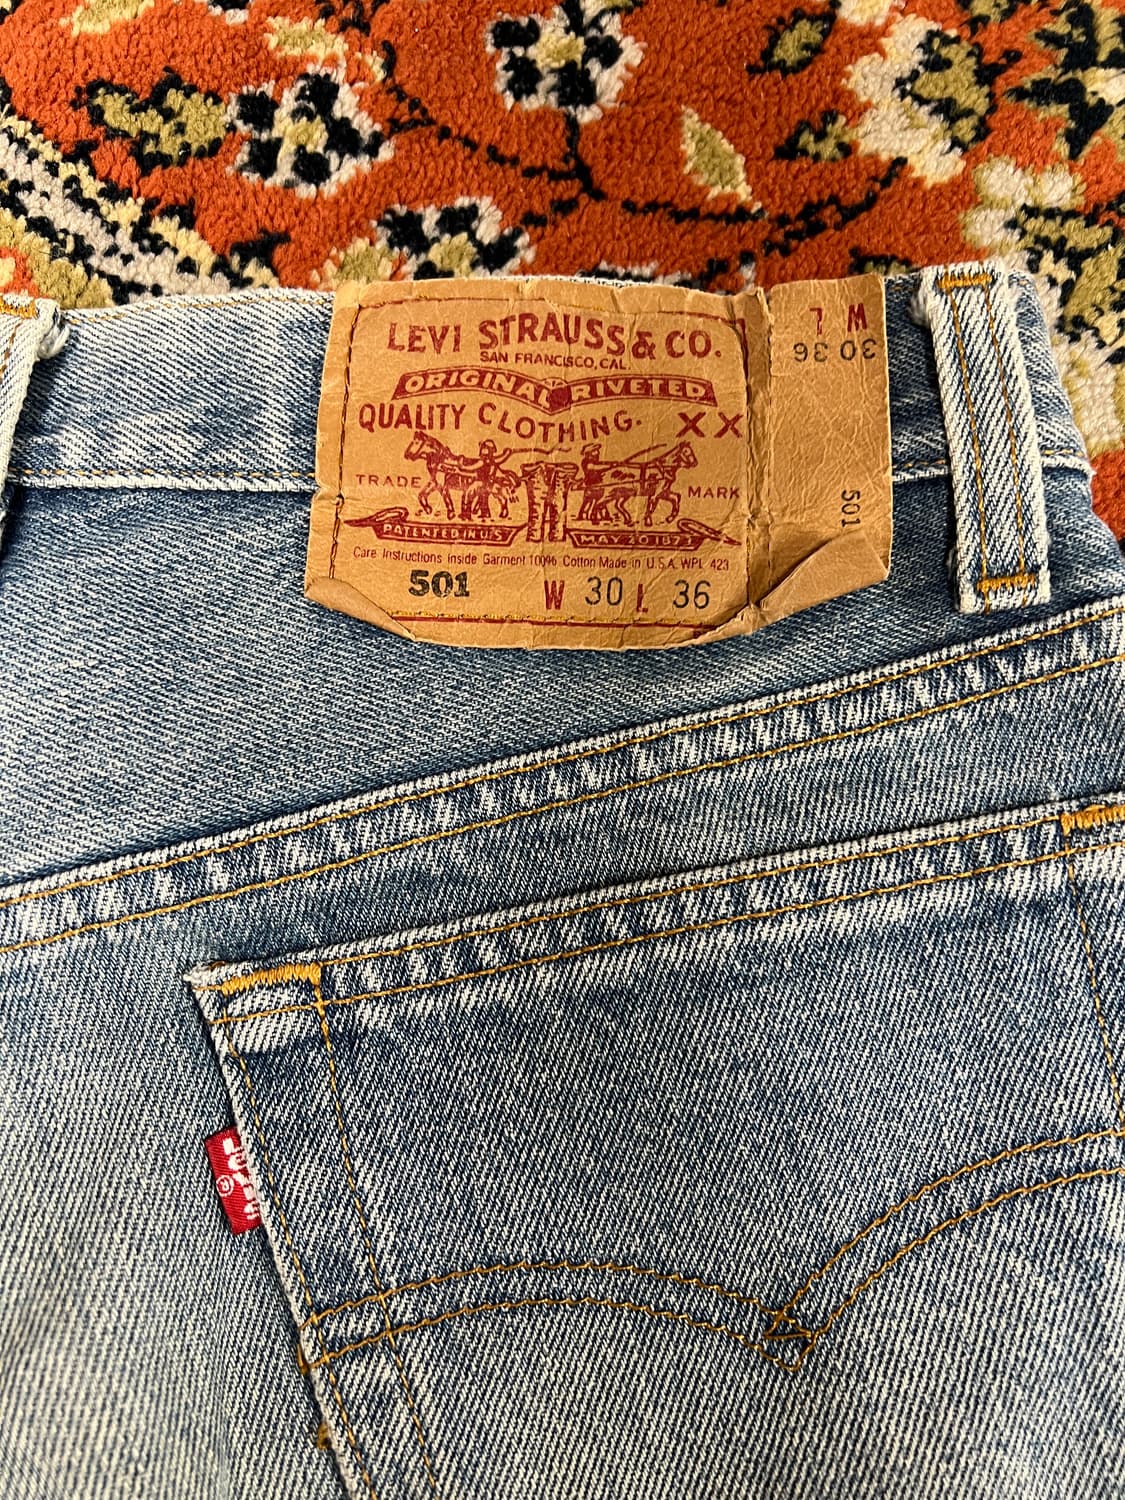 LEVI STRAUSS & CO.
SAN FRANCISCO, CAL.
ORIGINAL RIVETED
QUALITY CLOTHING. XX
TRADE MARK
PATENTED IN U.S. MAY 20 1873
Care Instructions Inside Garment 100% Cotton Made in U.S.A. WPL 423
501 W 30 L 36
W L
30 36
501
LEVI'S ®